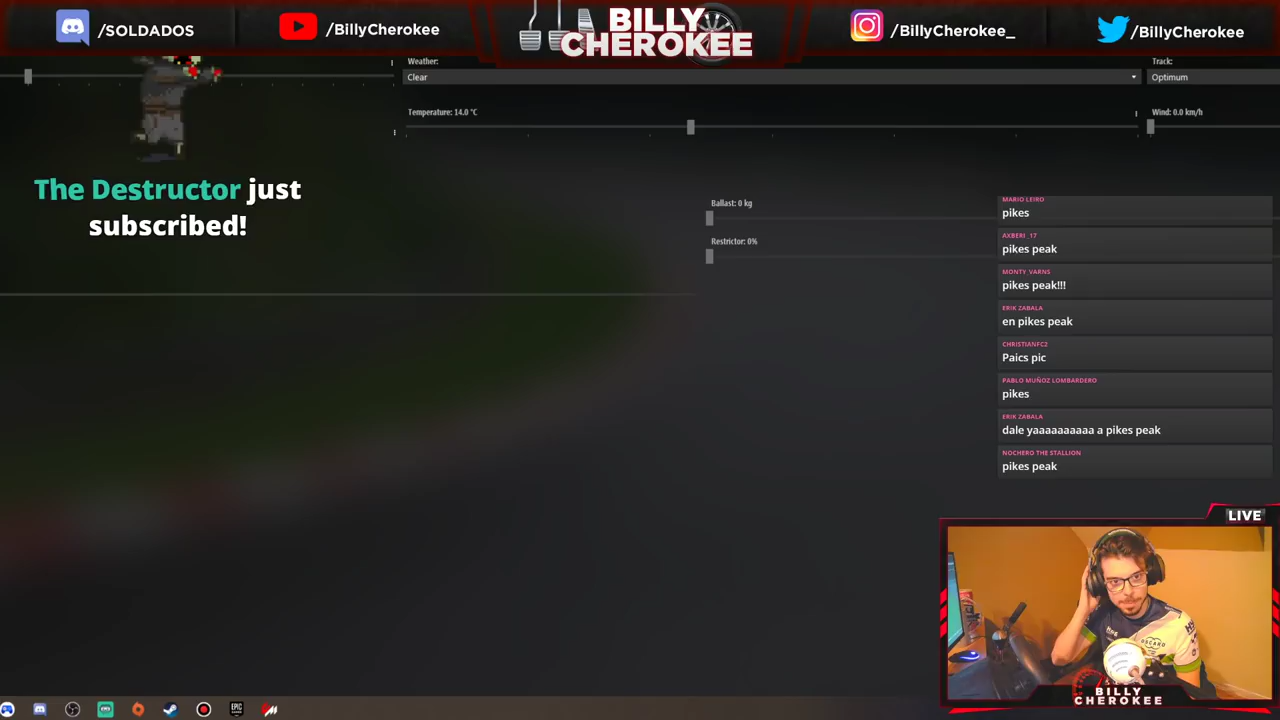 /SOLDADOS
/BillyCherokee
BILLY
CHEROKEE
/BillyCherokee_
/BillyCherokee
Weather:
Clear
Track:
Optimum
Temperature: 14.0 °C
Wind: 0.0 km/h
The Destructor just
subscribed!
Ballast: 0 kg
Restrictor: 0%
MARIO LEIRO
pikes
AXBERI_17
pikes peak
MONTY_VARNS
pikes peak!!!
ERIK ZABALA
en pikes peak
CHRISTIANFC2
Paics pic
PABLO MUÑOZ LOMBARDERO
pikes
ERIK ZABALA
dale yaaaaaaaaaa a pikes peak
NOCHERO THE STALLION
pikes peak
LIVE
BILLY
CHEROKEE
EPIC